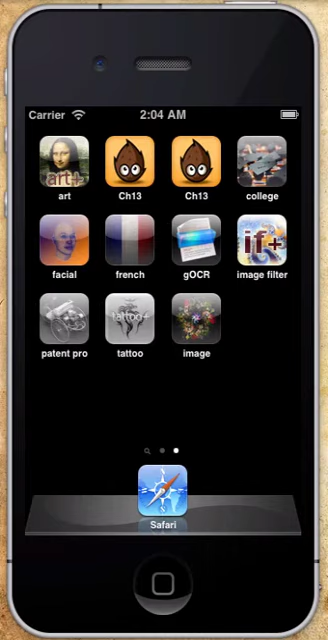 Carrier 2:04 AM
art+
art Ch13 Ch13 college
if+
facial french gOCR image filter
tattoo+
patent pro tattoo image
N
Safari